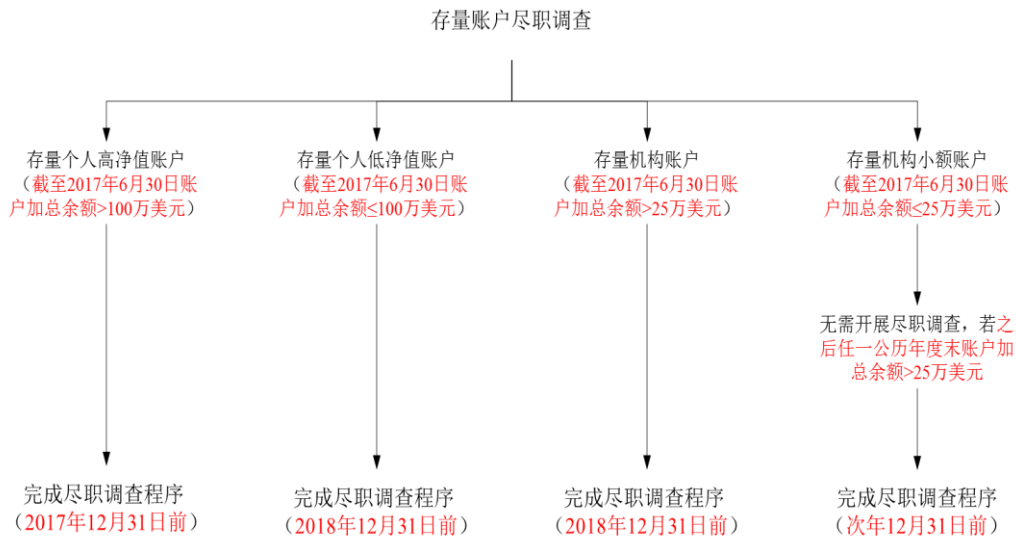 存量账户尽职调查
存量个人高净值账户
（截至2017年6月30日账
户加总余额>100万美元）
存量个人低净值账户
（截至2017年6月30日账
户加总余额≤100万美元）
存量机构账户
（截至2017年6月30日账
户加总余额>25万美元）
存量机构小额账户
（截至2017年6月30日账
户加总余额≤25万美元）
无需开展尽职调查，若之
后任一公历年度末账户加
总余额>25万美元
完成尽职调查程序
（2017年12月31日前）
完成尽职调查程序
（2018年12月31日前）
完成尽职调查程序
（2018年12月31日前）
完成尽职调查程序
（次年12月31日前）